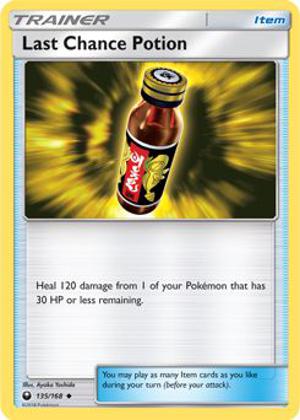 TRAINER
Item
Last Chance Potion
Heal 120 damage from 1 of your Pokémon that has
30 HP or less remaining.
Illus. Ayaka Yoshida
135/168
You may play as many Item cards as you like
during your turn (before your attack).
©2018 Pokémon